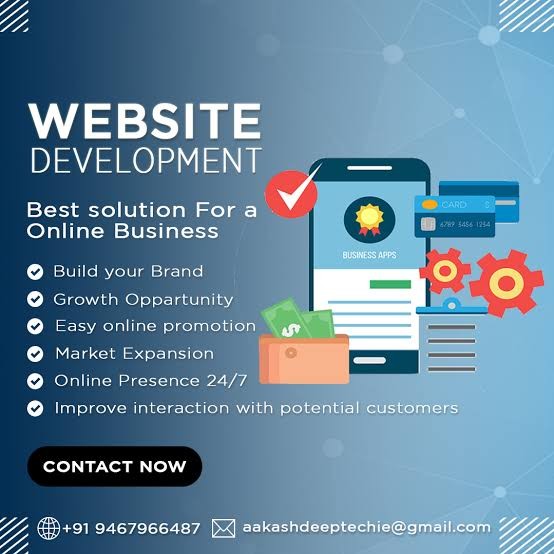 WEBSITE
DEVELOPMENT
Best solution For a
Online Business
Build your Brand
Growth Oppartunity
Easy online promotion
Market Expansion
Online Presence 24/7
Improve interaction with potential customers
CONTACT NOW
CARD $
6789 5456 1254
BUSINESS APPS
$
+91 9467966487 aakashdeeptechie@gmail.com